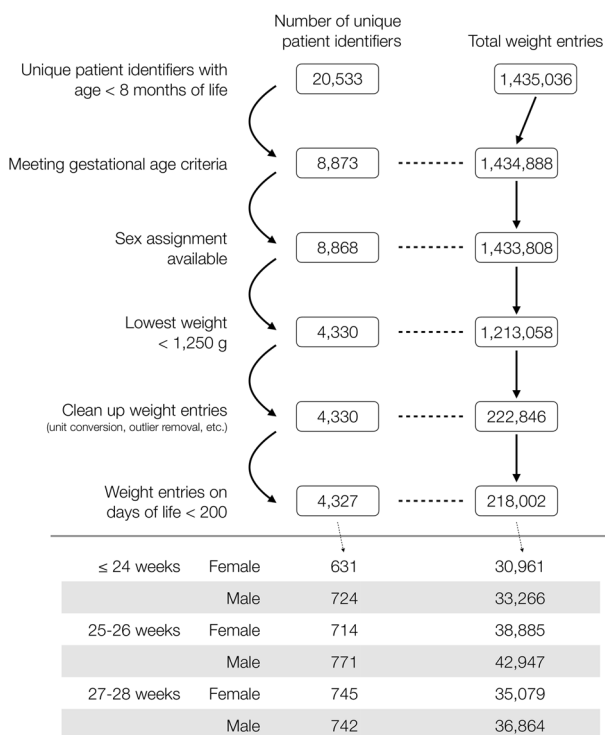 Number of unique
patient identifiers
Total weight entries
Unique patient identifiers with
age < 8 months of life
20,533
1,435,036
Meeting gestational age criteria
8,873
1,434,888
Sex assignment
available
8,868
1,433,808
Lowest weight
< 1,250 g
4,330
1,213,058
Clean up weight entries
(unit conversion, outlier removal, etc.)
4,330
222,846
Weight entries on
days of life < 200
4,327
218,002
≤ 24 weeks Female 631 30,961
Male 724 33,266
25-26 weeks Female 714 38,885
Male 771 42,947
27-28 weeks Female 745 35,079
Male 742 36,864